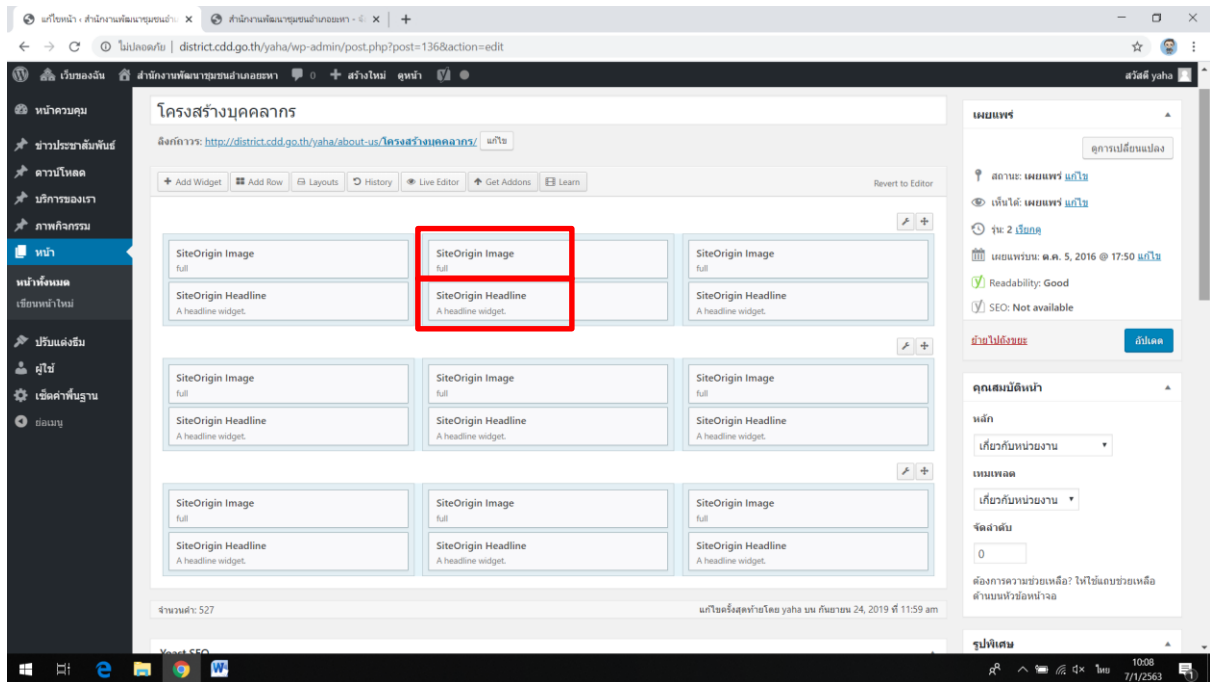 แก้ไขหน้า ‹ สำนักงานพัฒนาชุมชนอำเ
สำนักงานพัฒนาชุมชนอำเภอยะหา -
ไม่ปลอดภัย | district.cdd.go.th/yaha/wp-admin/post.php?post=136&action=edit
เว็บของฉัน สำนักงานพัฒนาชุมชนอำเภอยะหา 0 + สร้างใหม่ ดูหน้า
สวัสดี yaha
หน้าควบคุม
ข่าวประชาสัมพันธ์
ดาวน์โหลด
บริการของเรา
ภาพกิจกรรม
หน้า
หน้าทั้งหมด
เขียนหน้าใหม่
ปรับแต่งธีม
ผู้ใช้
เช็ตค่าพื้นฐาน
ย่อเมนู
โครงสร้างบุคคลากร
ลิงก์ถาวร: http://district.cdd.go.th/yaha/about-us/โครงสร้างบุคคลากร/ แก้ไข
+ Add Widget Add Row Layouts History Live Editor Get Addons Learn Revert to Editor
SiteOrigin Image SiteOrigin Image SiteOrigin Image
full full full
SiteOrigin Headline SiteOrigin Headline SiteOrigin Headline
A headline widget. A headline widget. A headline widget.
SiteOrigin Image SiteOrigin Image SiteOrigin Image
full full full
SiteOrigin Headline SiteOrigin Headline SiteOrigin Headline
A headline widget. A headline widget. A headline widget.
SiteOrigin Image SiteOrigin Image SiteOrigin Image
full full full
SiteOrigin Headline SiteOrigin Headline SiteOrigin Headline
A headline widget. A headline widget. A headline widget.
จำนวนคำ: 527 แก้ไขครั้งสุดท้ายโดย yaha บน กันยายน 24, 2019 ที่ 11:59 am
Yoast SEO
เผยแพร่
ดูการเปลี่ยนแปลง
สถานะ: เผยแพร่ แก้ไข
เห็นได้: เผยแพร่ แก้ไข
รุ่น: 2 เรียกดู
เผยแพร่บน: ต.ค. 5, 2016 @ 17:50 แก้ไข
Readability: Good
SEO: Not available
ย้ายไปถังขยะ อัปเดต
คุณสมบัติหน้า
หลัก
เกี่ยวกับหน่วยงาน
เทมเพลต
เกี่ยวกับหน่วยงาน
จัดลำดับ
0
ต้องการความช่วยเหลือ? ให้ใช้แถบช่วยเหลือ
ด้านบนหัวข้อหน้าจอ
รูปพิเศษ
ไทย 10:08
7/1/2563